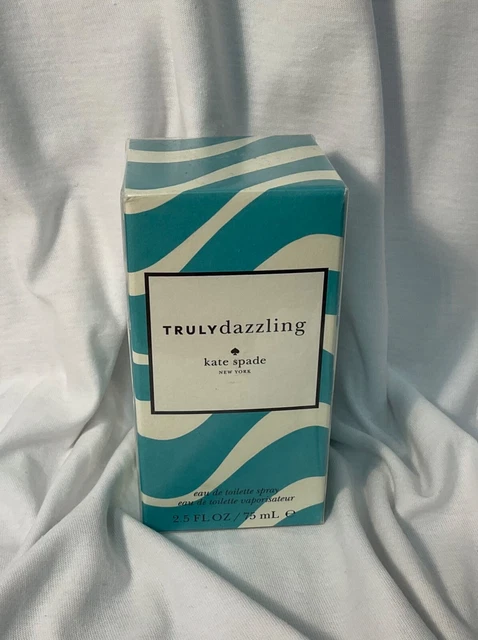 TRULYdazzling
kate spade
NEW YORK
eau de toilette spray
eau de toilette vaporisateur
2.5 FL OZ / 75 mL ℮